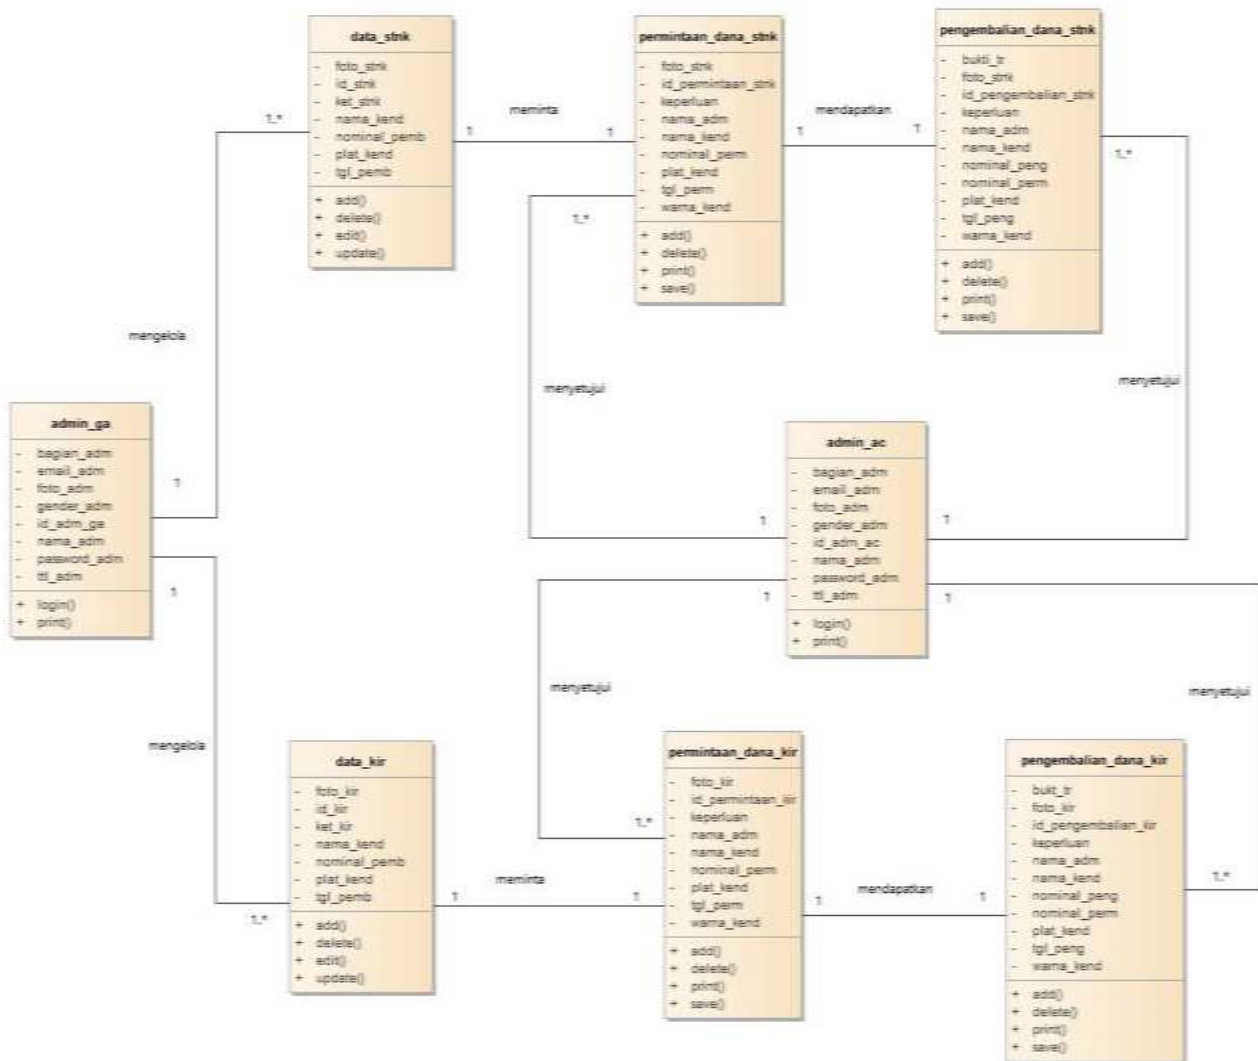 data_stnk
- foto_stnk
- id_stnk
- ket_stnk
- nama_kend
- nominal_pemb
- plat_kend
- tgl_pemb
+ add()
+ delete()
+ edit()
+ update()
1..*
1
meminta
1
permintaan_dana_stnk
- foto_stnk
- id_permintaan_stnk
- keperluan
- nama_adm
- nama_kend
- nominal_perm
- plat_kend
- tgl_perm
- warna_kend
+ add()
+ delete()
+ print()
+ save()
1..*
1
mendapatkan
1
pengembalian_dana_stnk
- bukti_tr
- foto_stnk
- id_pengembalian_stnk
- keperluan
- nama_adm
- nama_kend
- nominal_peng
- nominal_perm
- plat_kend
- tgl_peng
- warna_kend
+ add()
+ delete()
+ print()
+ save()
1..*
mengelola
menyetujui
menyetujui
admin_ga
- bagian_adm
- email_adm
- foto_adm
- gender_adm
- id_adm_ga
- nama_adm
- password_adm
- ttl_adm
+ login()
+ print()
1
1
admin_ac
- bagian_adm
- email_adm
- foto_adm
- gender_adm
- id_adm_ac
- nama_adm
- password_adm
- ttl_adm
+ login()
+ print()
1
1
1
1
menyetujui
menyetujui
mengelola
data_kir
- foto_kir
- id_kir
- ket_kir
- nama_kend
- nominal_pemb
- plat_kend
- tgl_pemb
+ add()
+ delete()
+ edit()
+ update()
1..*
1
meminta
1
permintaan_dana_kir
- foto_kir
- id_permintaan_kir
- keperluan
- nama_adm
- nama_kend
- nominal_perm
- plat_kend
- tgl_perm
- warna_kend
+ add()
+ delete()
+ print()
+ save()
1..*
1
mendapatkan
1
pengembalian_dana_kir
- bukt_tr
- foto_kir
- id_pengembalian_kir
- keperluan
- nama_adm
- nama_kend
- nominal_peng
- nominal_perm
- plat_kend
- tgl_peng
- warna_kend
+ add()
+ delete()
+ print()
+ save()
1..*